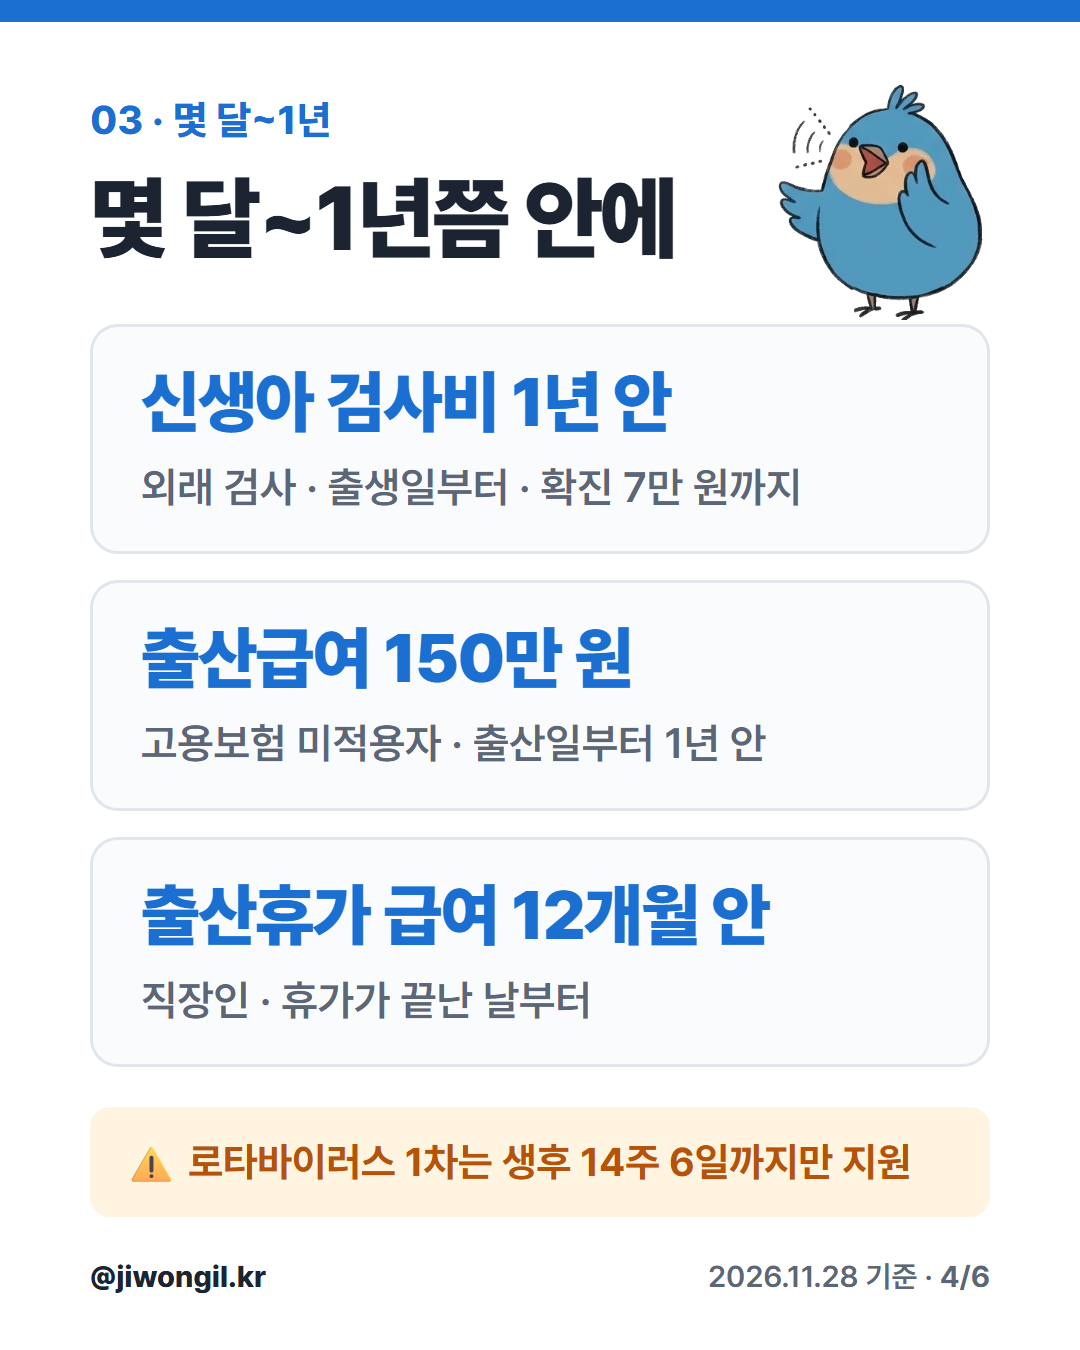 03 · 몇 달~1년
몇 달~1년쯤 안에
신생아 검사비 1년 안
외래 검사 · 출생일부터 · 확진 7만 원까지
출산급여 150만 원
고용보험 미적용자 · 출산일부터 1년 안
출산휴가 급여 12개월 안
직장인 · 휴가가 끝난 날부터
⚠️ 로타바이러스 1차는 생후 14주 6일까지만 지원
@jiwongil.kr
2026.11.28 기준 · 4/6